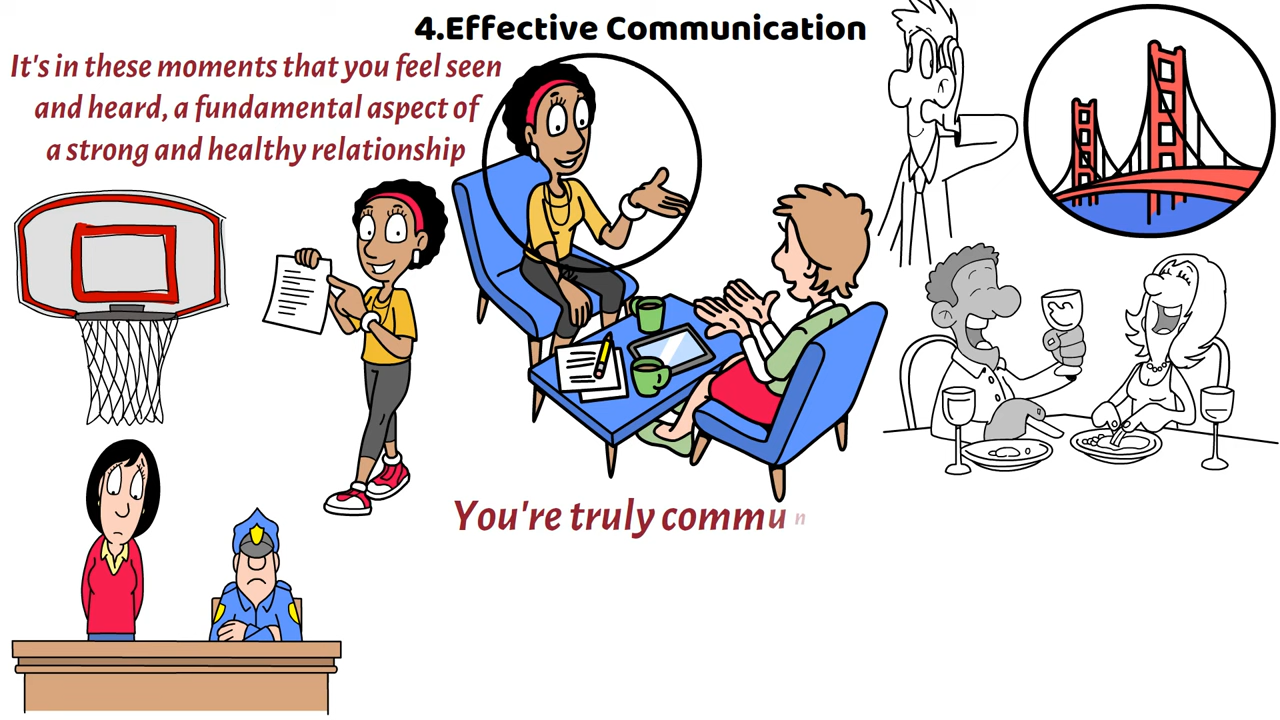 4.Effective Communication
It's in these moments that you feel seen
and heard, a fundamental aspect of
a strong and healthy relationship
You're truly commun